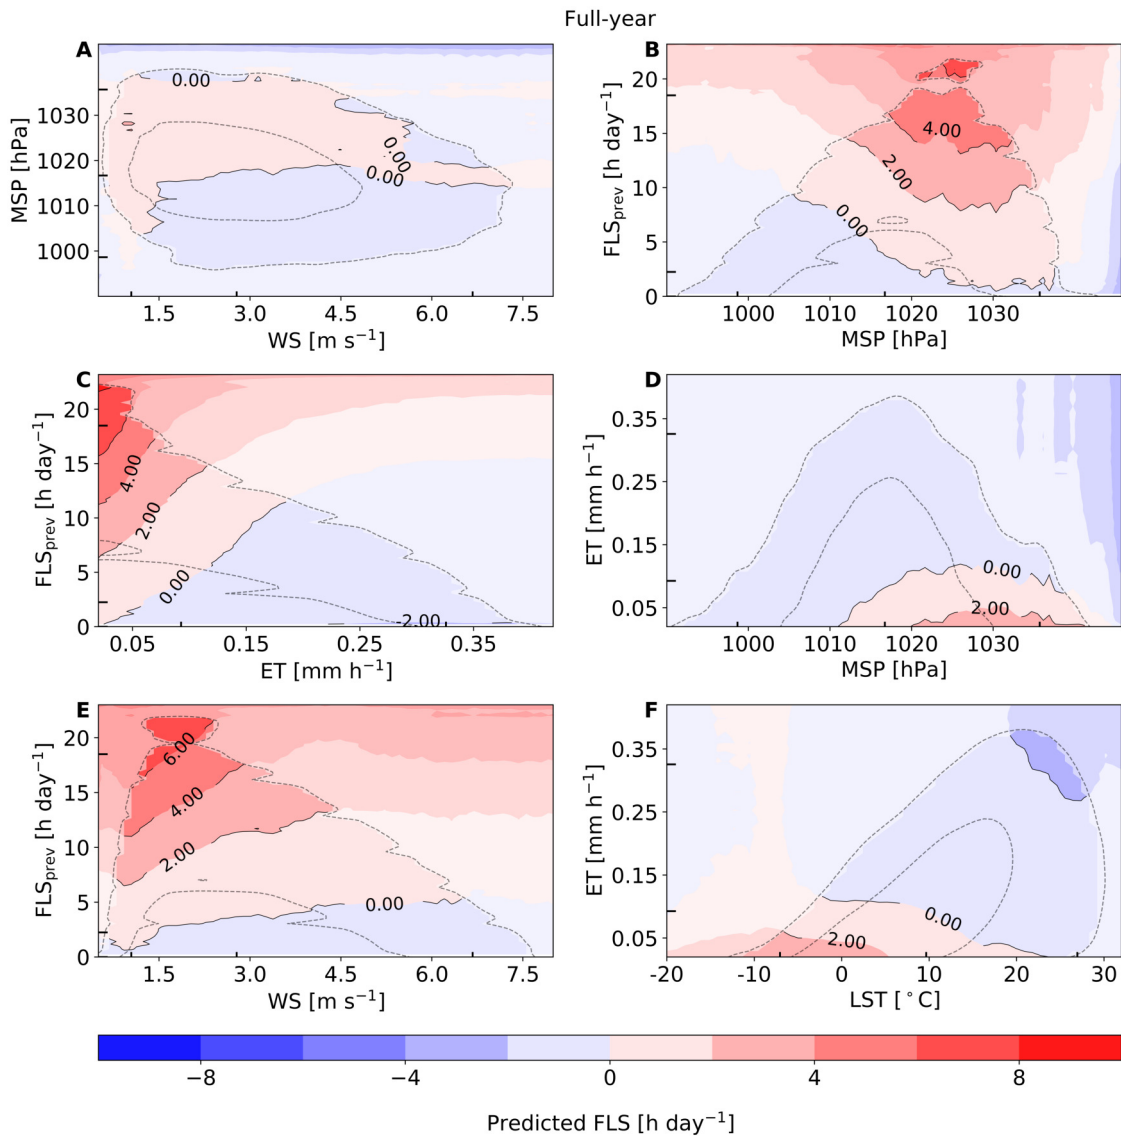 Full-year
A
B
MSP [hPa]
1030
1020
1010
1000
0.00
0.00
0.00
1.5 3.0 4.5 6.0 7.5
WS [m s⁻¹]
FLSprev [h day⁻¹]
20
15
10
5
0
4.00
2.00
0.00
1000 1010 1020 1030
MSP [hPa]
C
D
FLSprev [h day⁻¹]
20
15
10
5
0
4.00
2.00
0.00
-2.00
0.05 0.15 0.25 0.35
ET [mm h⁻¹]
ET [mm h⁻¹]
0.35
0.25
0.15
0.05
0.00
2.00
1000 1010 1020 1030
MSP [hPa]
E
F
FLSprev [h day⁻¹]
20
15
10
5
0
6.00
4.00
2.00
0.00
1.5 3.0 4.5 6.0 7.5
WS [m s⁻¹]
ET [mm h⁻¹]
0.35
0.25
0.15
0.05
0.00
2.00
-20 -10 0 10 20 30
LST [°C]
−8 −4 0 4 8
Predicted FLS [h day⁻¹]